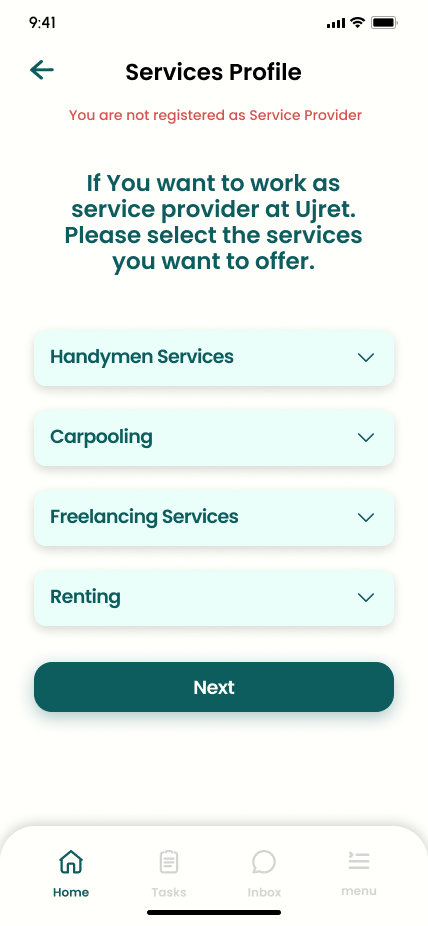 9:41
Services Profile
You are not registered as Service Provider
If You want to work as
service provider at Ujret.
Please select the services
you want to offer.
Handymen Services
Carpooling
Freelancing Services
Renting
Next
Home
Tasks
Inbox
menu